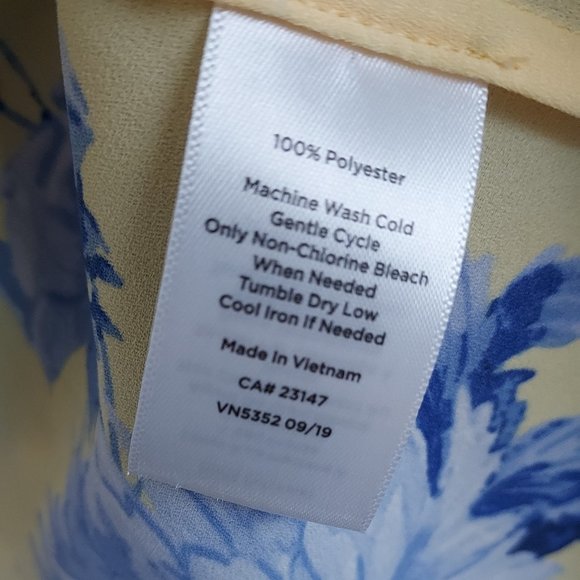 100% Polyester
Machine Wash Cold
Gentle Cycle
Only Non-Chlorine Bleach
When Needed
Tumble Dry Low
Cool Iron If Needed
Made In Vietnam
CA# 23147
VN5352 09/19